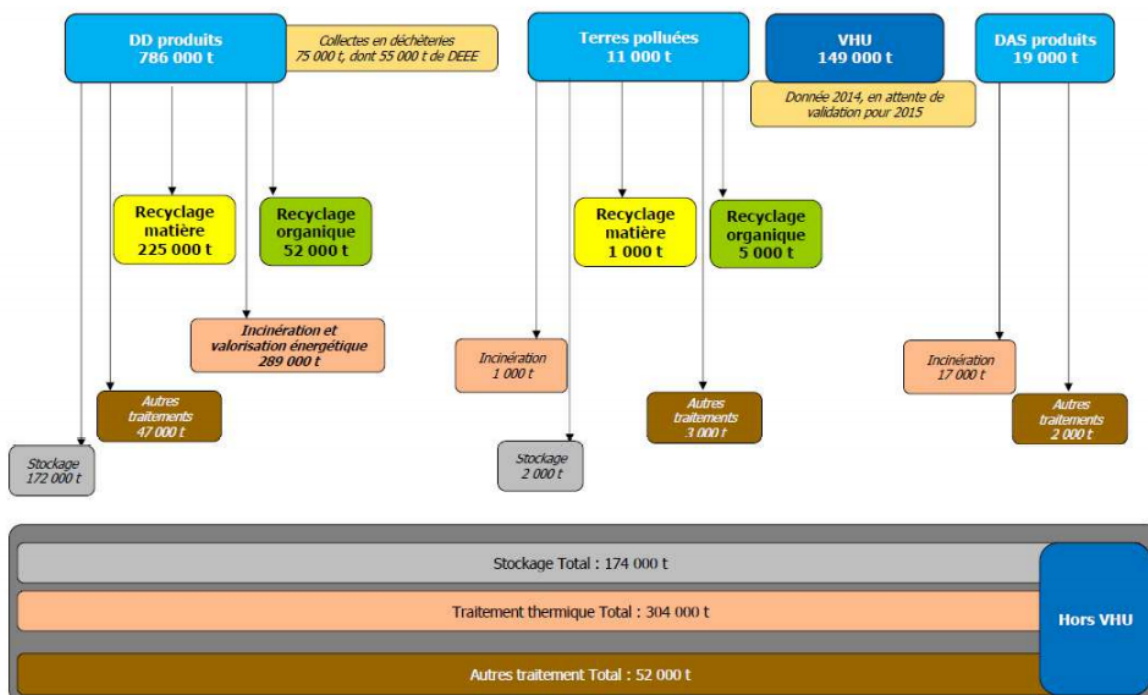 DD produits
786 000 t
Collectes en déchèteries
75 000 t, dont 55 000 t de DEEE
Terres polluées
11 000 t
VHU
149 000 t
DAS produits
19 000 t
Donnée 2014, en attente de
validation pour 2015
Recyclage
matière
225 000 t
Recyclage
organique
52 000 t
Recyclage
matière
1 000 t
Recyclage
organique
5 000 t
Incinération et
valorisation énergétique
289 000 t
Incinération
1 000 t
Incinération
17 000 t
Autres
traitements
47 000 t
Autres
traitements
3 000 t
Autres
traitements
2 000 t
Stockage
172 000 t
Stockage
2 000 t
Stockage Total : 174 000 t
Traitement thermique Total : 304 000 t
Hors VHU
Autres traitement Total : 52 000 t